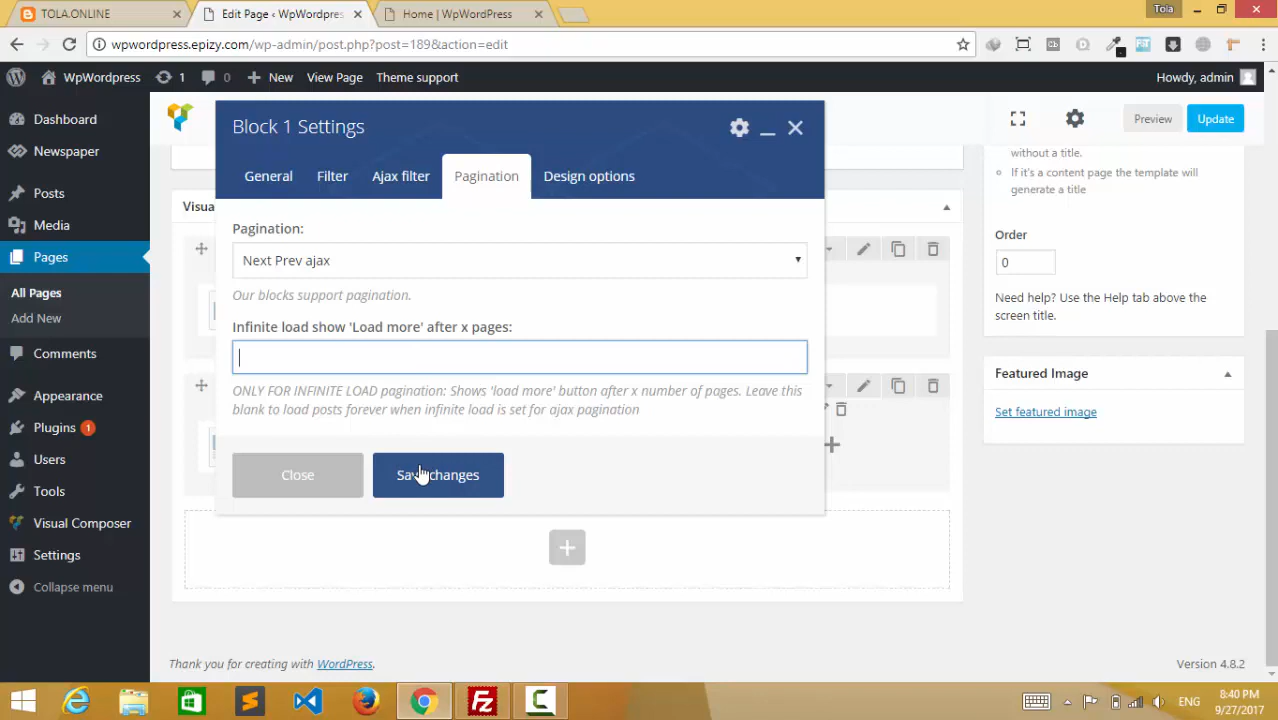 TOLA.ONLINE
Edit Page ‹ WpWordpres
Home | WpWordPress
Tola
wpwordpress.epizy.com/wp-admin/post.php?post=189&action=edit
WpWordpress
1
0
New
View Page
Theme support
Howdy, admin
Dashboard
Newspaper
Posts
Media
Pages
All Pages
Add New
Comments
Appearance
Plugins 1
Users
Tools
Visual Composer
Settings
Collapse menu
Block 1 Settings
General
Filter
Ajax filter
Pagination
Design options
Visua
Pagination:
Next Prev ajax
Our blocks support pagination.
Infinite load show 'Load more' after x pages:
ONLY FOR INFINITE LOAD pagination: Shows 'load more' button after x number of pages. Leave this
blank to load posts forever when infinite load is set for ajax pagination
Close
Save changes
Preview
Update
without a title.
If it's a content page the template will
generate a title
Order
0
Need help? Use the Help tab above the
screen title.
Featured Image
Set featured image
Thank you for creating with WordPress.
Version 4.8.2
ENG
8:40 PM
9/27/2017